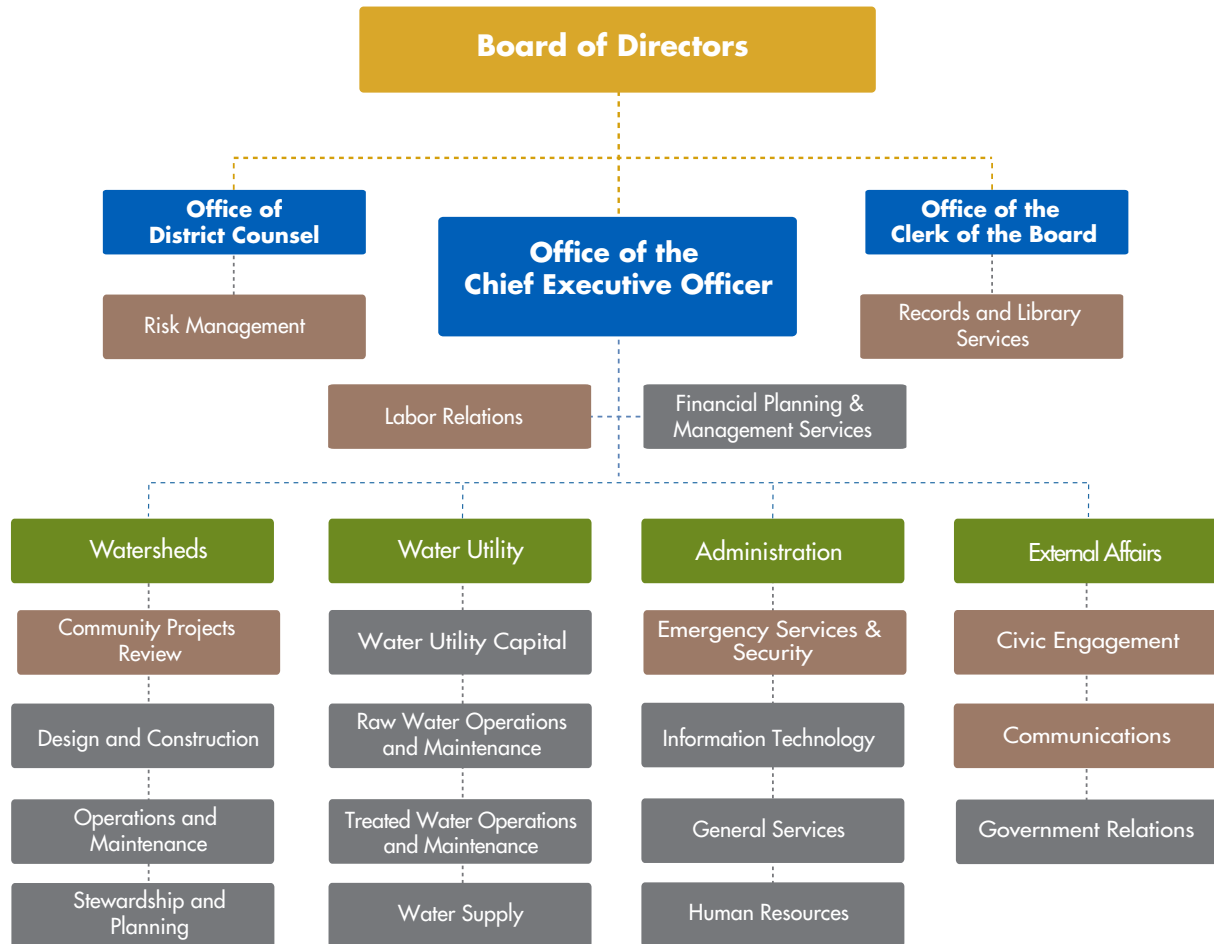 Board of Directors
Office of
District Counsel
Office of the
Chief Executive Officer
Office of the
Clerk of the Board
Risk Management
Records and Library
Services
Labor Relations
Financial Planning &
Management Services
Watersheds
Water Utility
Administration
External Affairs
Community Projects
Review
Water Utility Capital
Emergency Services &
Security
Civic Engagement
Design and Construction
Raw Water Operations
and Maintenance
Information Technology
Communications
Operations and
Maintenance
Treated Water Operations
and Maintenance
General Services
Government Relations
Stewardship and
Planning
Water Supply
Human Resources